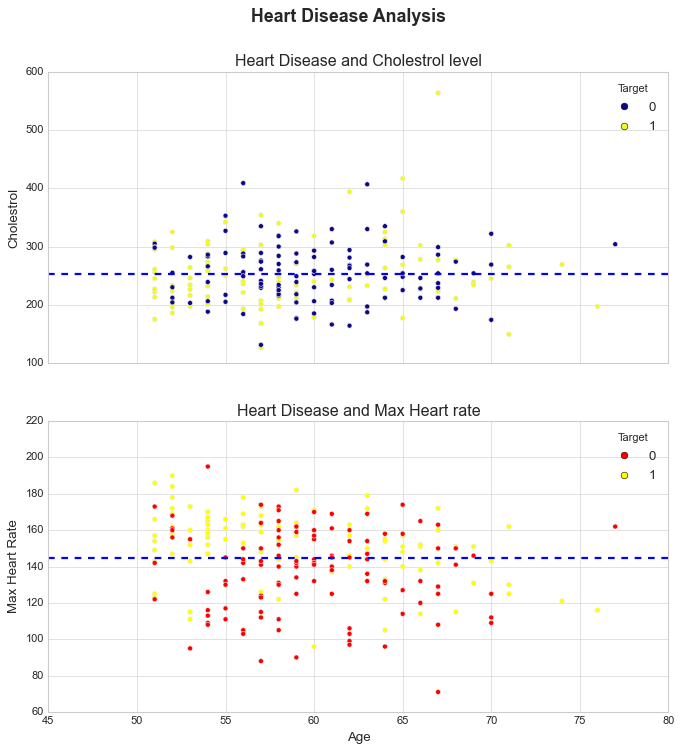 Heart Disease Analysis
Heart Disease and Cholestrol level
600
500
400
300
200
100
Cholestrol
Target
0
1
Heart Disease and Max Heart rate
220
200
180
160
140
120
100
80
60
Max Heart Rate
Target
0
1
45 50 55 60 65 70 75 80
Age